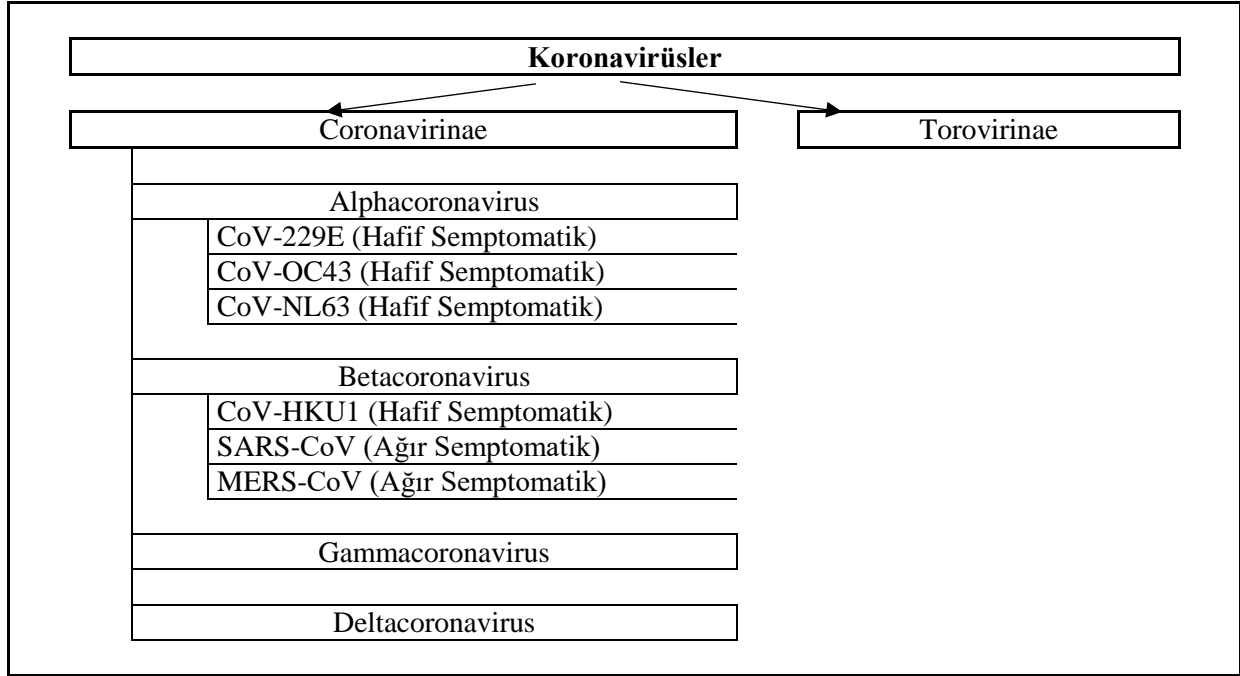 Koronavirüsler
Coronavirinae
Torovirinae
Alphacoronavirus
CoV-229E (Hafif Semptomatik)
CoV-OC43 (Hafif Semptomatik)
CoV-NL63 (Hafif Semptomatik)
Betacoronavirus
CoV-HKU1 (Hafif Semptomatik)
SARS-CoV (Ağır Semptomatik)
MERS-CoV (Ağır Semptomatik)
Gammacoronavirus
Deltacoronavirus